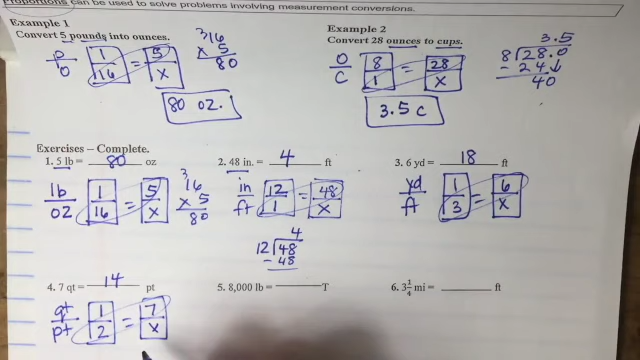 Proportions can be used to solve problems involving measurement conversions.
Example 1
Convert 5 pounds into ounces.
O/10 1/16 = 5/x
3
16
x 5
80
80 oz.
Example 2
Convert 28 ounces to cups.
O/C 8/1 = 28/x
3.5
8 28.0
- 24
40
3.5 c
Exercises – Complete.
1. 5 lb = 80 oz
lb/oz 1/16 = 5/x
3
16
x 5
80
2. 48 in. = 4 ft
in/ft 12/1 = 48/x
4
12 48
- 48
3. 6 yd = 18 ft
yd/ft 1/3 = 6/x
4. 7 qt = 14 pt
qt/pt 1/2 = 7/x
5. 8,000 lb = ______ T
6. 3 1/4 mi = ______ ft